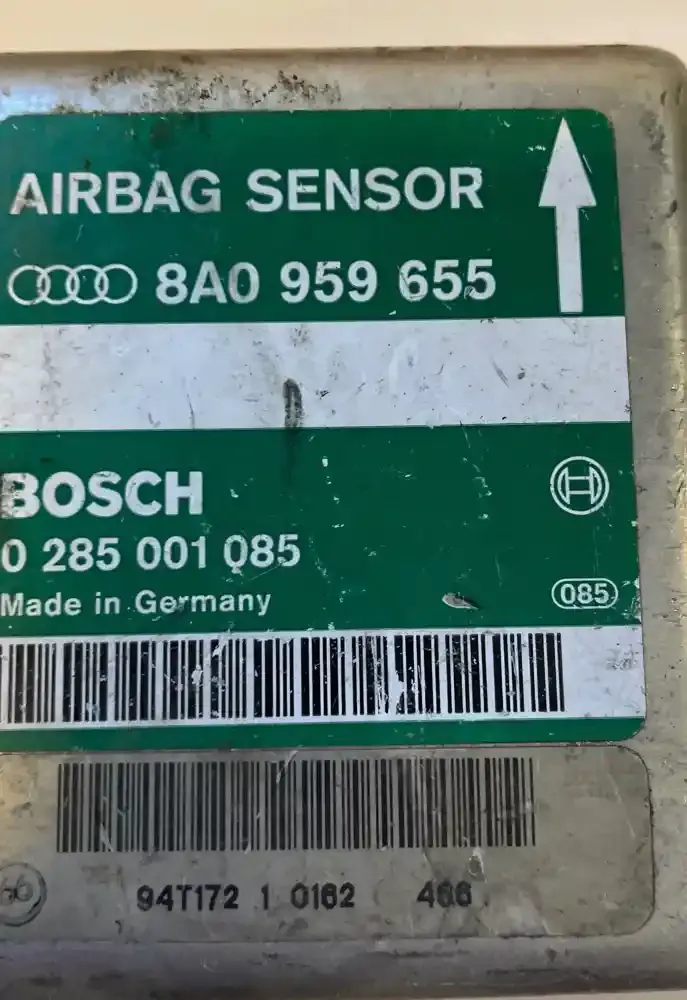 AIRBAG SENSOR
8A0 959 655
BOSCH
0 285 001 085
Made in Germany
085
94T172 1 0162 466